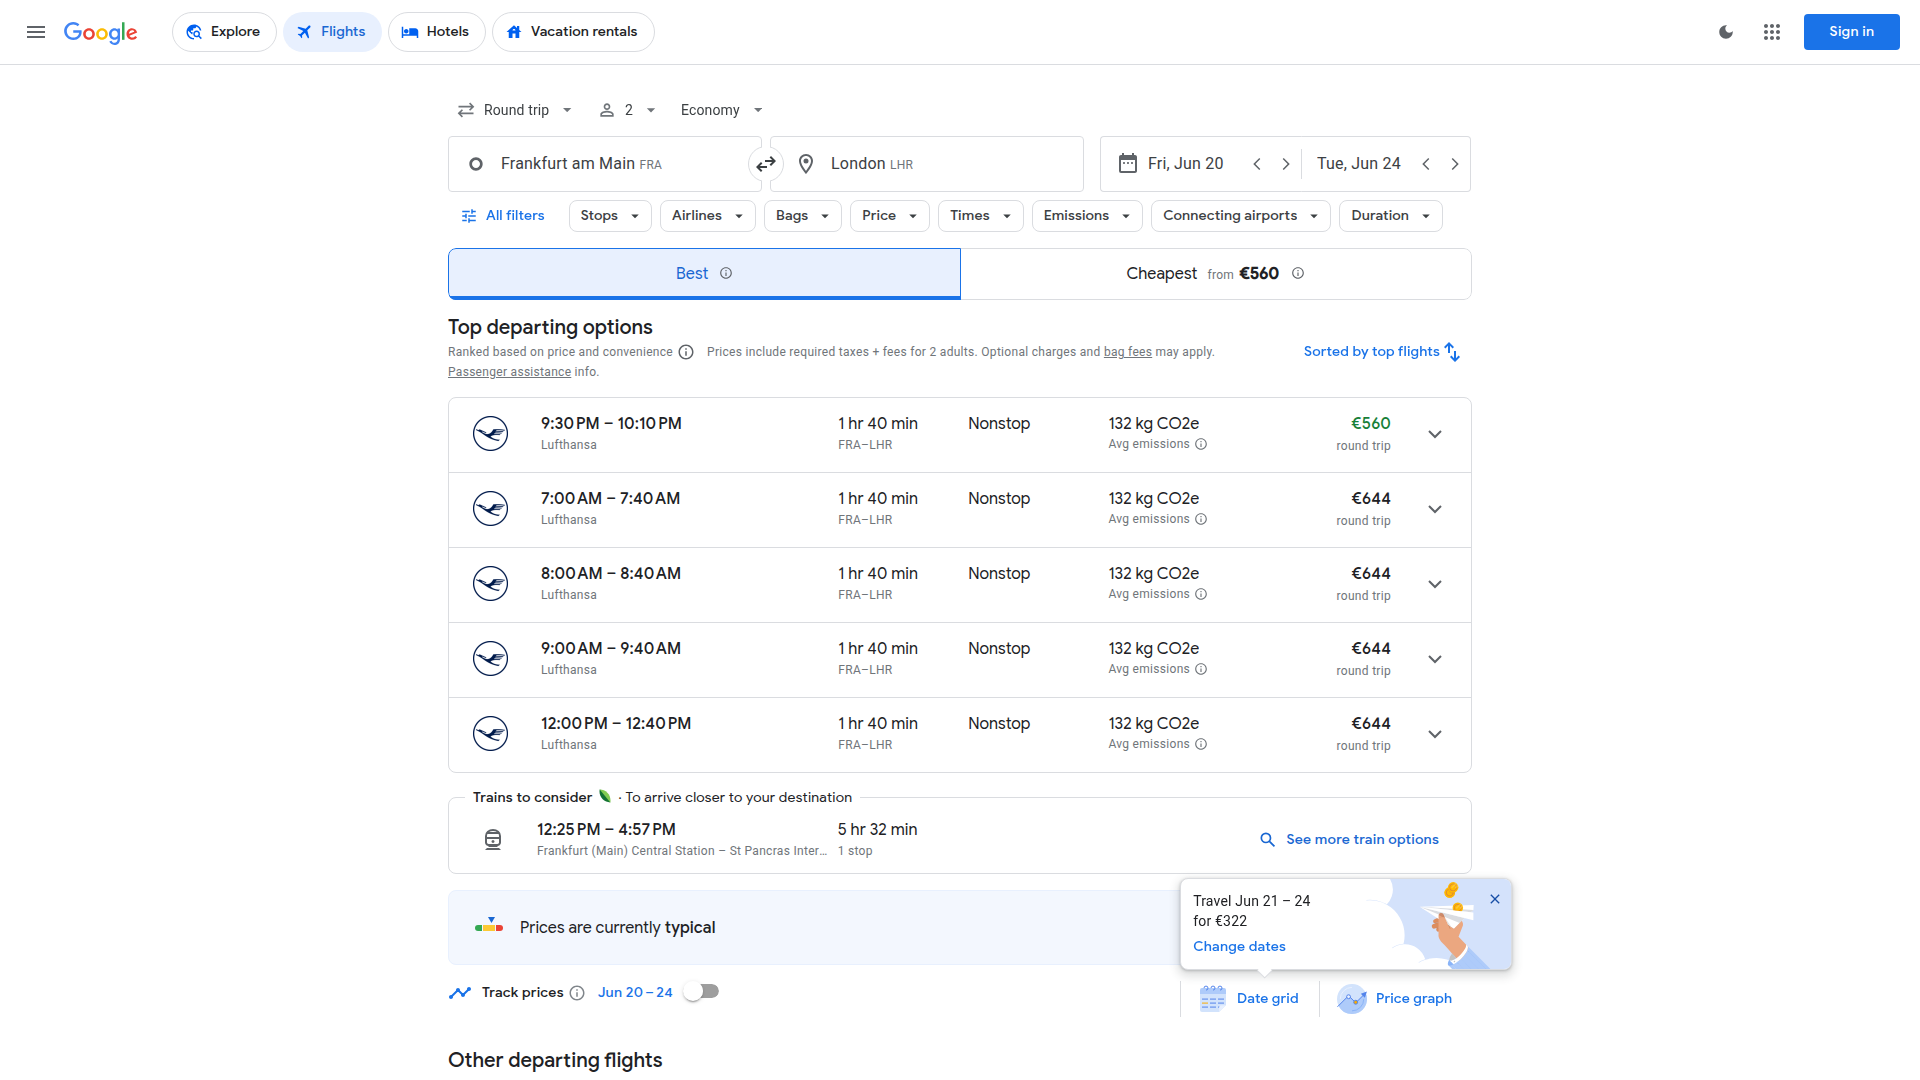 Google
Explore
Flights
Hotels
Vacation rentals
Sign in
Round trip
2
Economy
Frankfurt am Main FRA
London LHR
Fri, Jun 20
Tue, Jun 24
All filters
Stops
Airlines
Bags
Price
Times
Emissions
Connecting airports
Duration
Best
Cheapest from €560
Top departing options
Ranked based on price and convenience
Prices include required taxes + fees for 2 adults. Optional charges and bag fees may apply.
Passenger assistance info.
Sorted by top flights
9:30 PM – 10:10 PM
Lufthansa
1 hr 40 min
FRA–LHR
Nonstop
132 kg CO2e
Avg emissions
€560
round trip
7:00 AM – 7:40 AM
Lufthansa
1 hr 40 min
FRA–LHR
Nonstop
132 kg CO2e
Avg emissions
€644
round trip
8:00 AM – 8:40 AM
Lufthansa
1 hr 40 min
FRA–LHR
Nonstop
132 kg CO2e
Avg emissions
€644
round trip
9:00 AM – 9:40 AM
Lufthansa
1 hr 40 min
FRA–LHR
Nonstop
132 kg CO2e
Avg emissions
€644
round trip
12:00 PM – 12:40 PM
Lufthansa
1 hr 40 min
FRA–LHR
Nonstop
132 kg CO2e
Avg emissions
€644
round trip
Trains to consider · To arrive closer to your destination
12:25 PM – 4:57 PM
Frankfurt (Main) Central Station – St Pancras Inter...
5 hr 32 min
1 stop
See more train options
Prices are currently typical
Travel Jun 21 – 24
for €322
Change dates
Track prices
Jun 20 – 24
Date grid
Price graph
Other departing flights